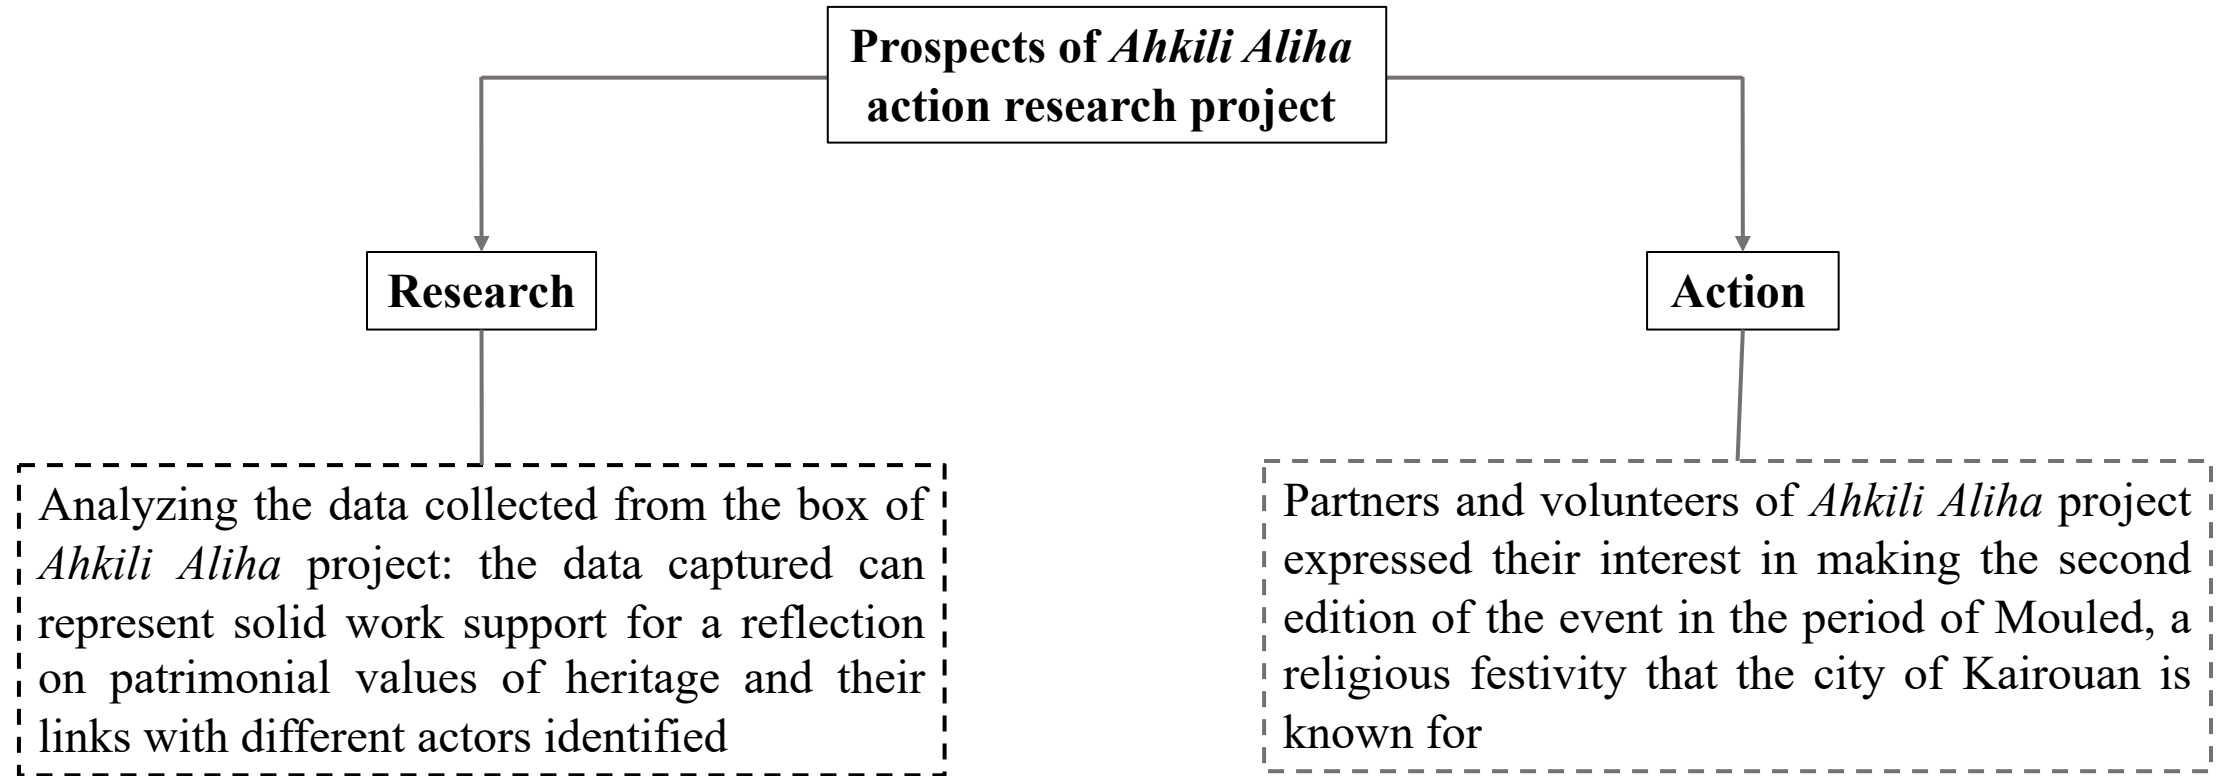 Prospects of Ahkili Aliha
action research project
Research
Action
Analyzing the data collected from the box of
Ahkili Aliha project: the data captured can
represent solid work support for a reflection
on patrimonial values of heritage and their
links with different actors identified
Partners and volunteers of Ahkili Aliha project
expressed their interest in making the second
edition of the event in the period of Mouled, a
religious festivity that the city of Kairouan is
known for